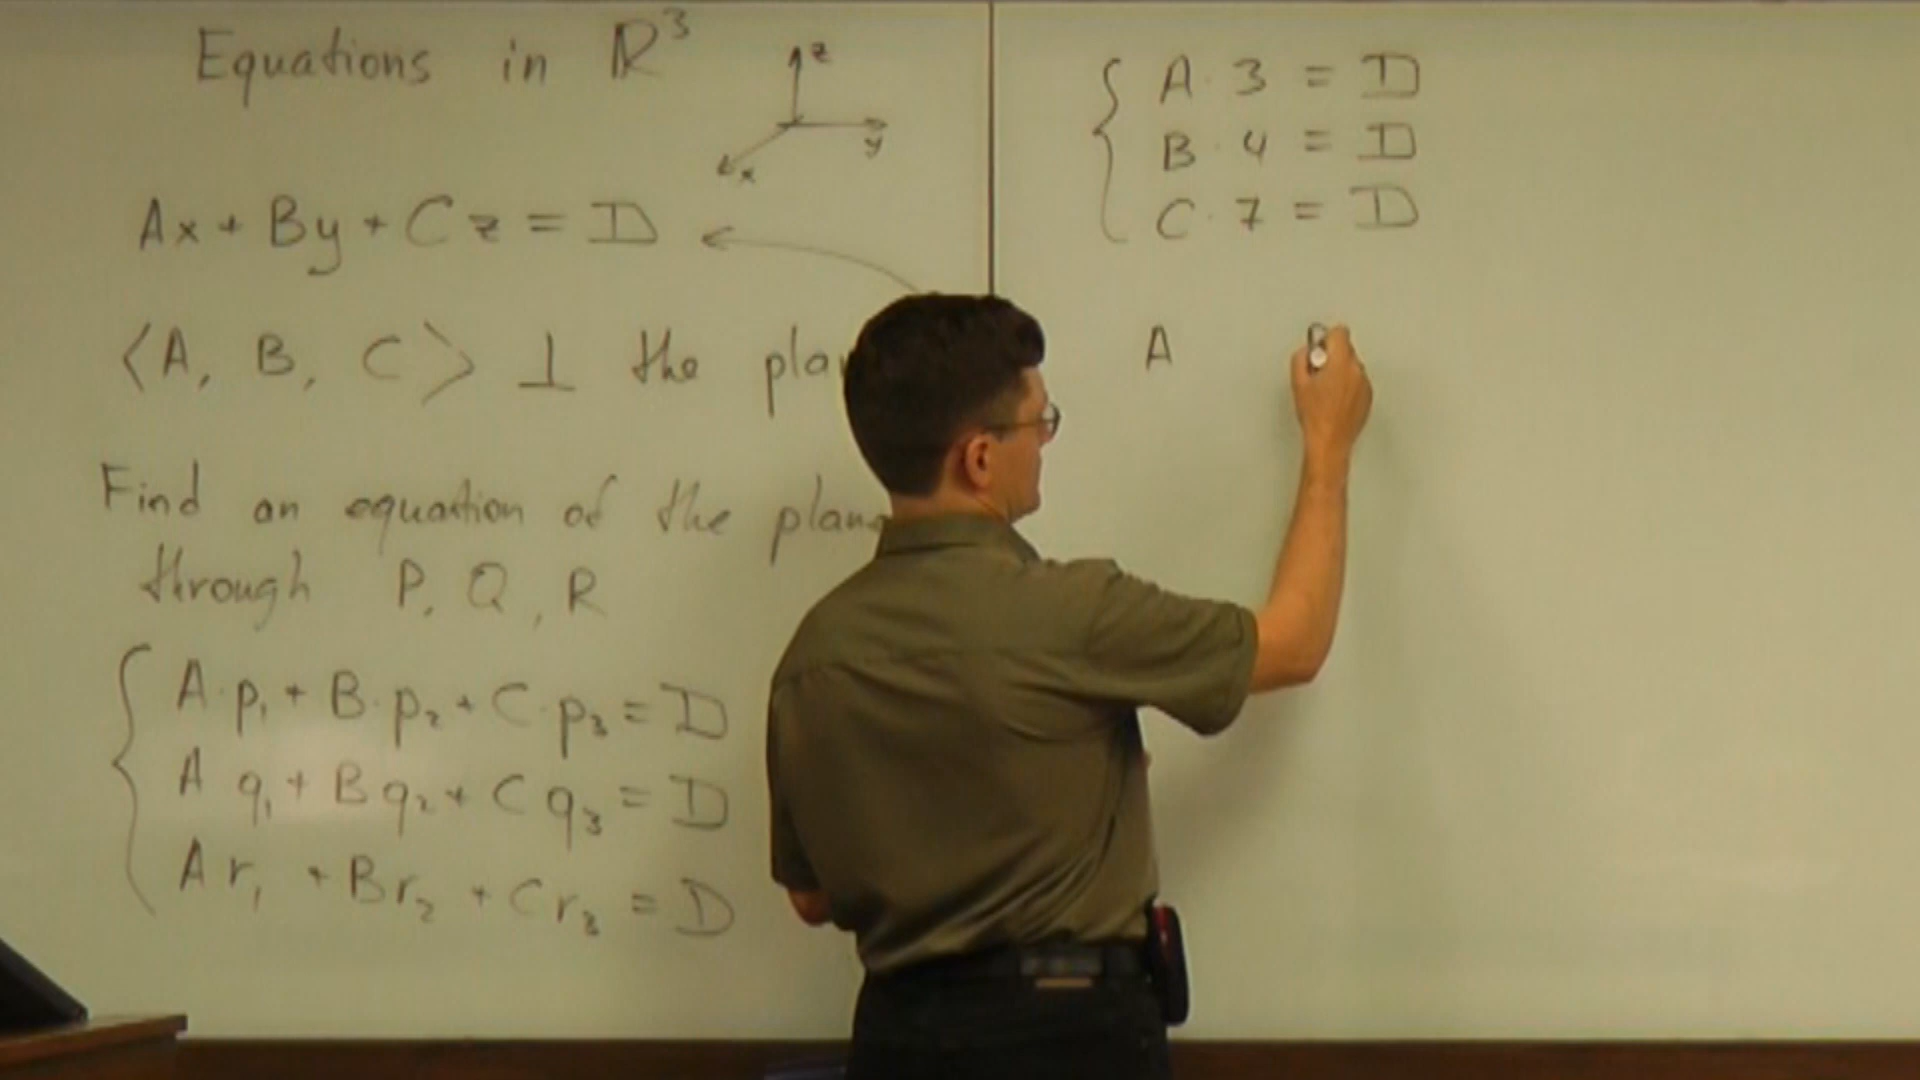 Equations in ℝ³
z
y
x
Ax + By + Cz = D
⟨A, B, C⟩ ⊥ the plan
Find an equation of the plane
through P, Q, R
A·p₁ + B·p₂ + C·p₃ = D
A q₁ + B q₂ + C q₃ = D
A r₁ + B r₂ + C r₃ = D
A · 3 = D
B · 4 = D
C · 7 = D
A B